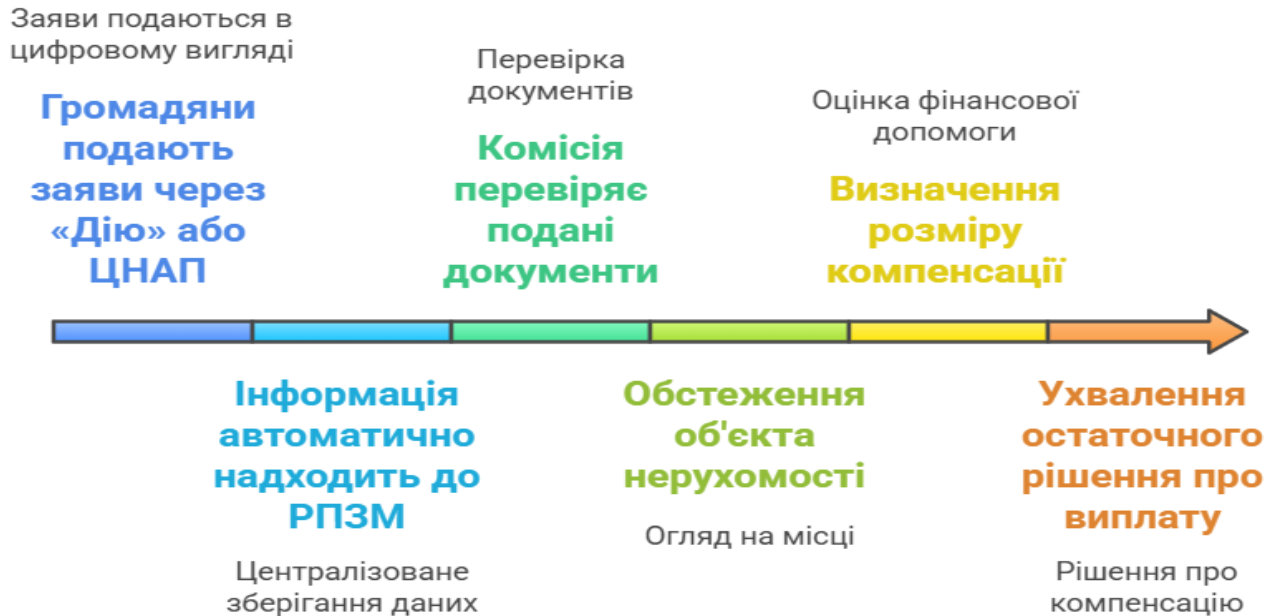 Заяви подаються в
цифровому вигляді
Громадяни
подають
заяви через
«Дію» або
ЦНАП
Інформація
автоматично
надходить до
РПЗМ
Централізоване
зберігання даних
Перевірка
документів
Комісія
перевіряє
подані
документи
Обстеження
об'єкта
нерухомості
Огляд на місці
Оцінка фінансової
допомоги
Визначення
розміру
компенсації
Ухвалення
остаточного
рішення про
виплату
Рішення про
компенсацію